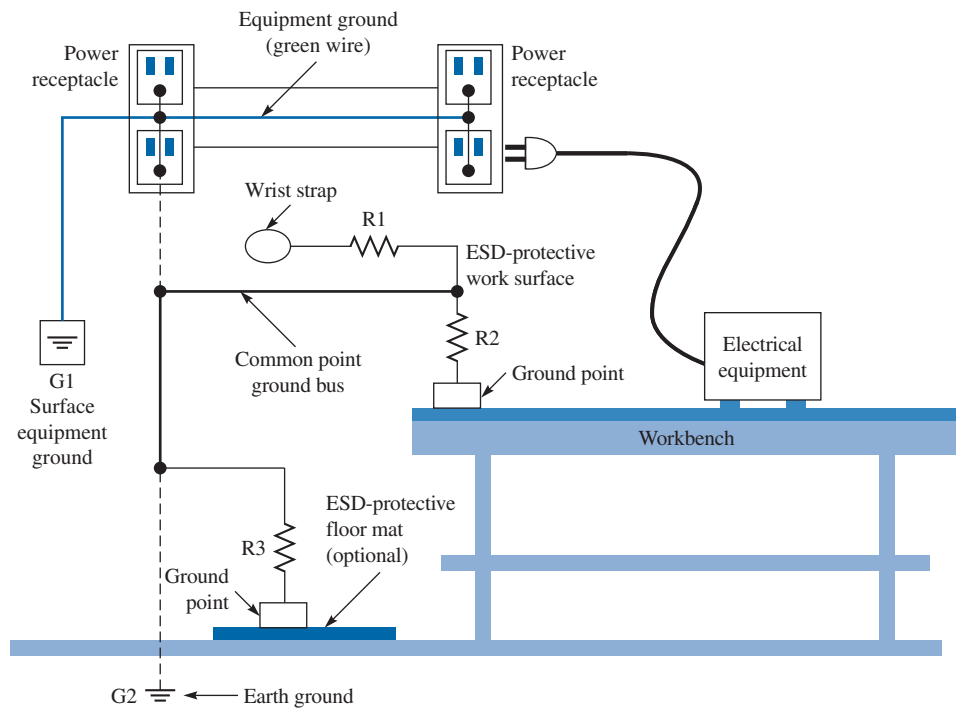 Equipment ground
(green wire)
Power
receptacle
Power
receptacle
Wrist strap
R1
ESD-protective
work surface
R2
Common point
ground bus
Ground point
Electrical
equipment
G1
Surface
equipment
ground
Workbench
ESD-protective
floor mat
(optional)
R3
Ground
point
G2
Earth ground